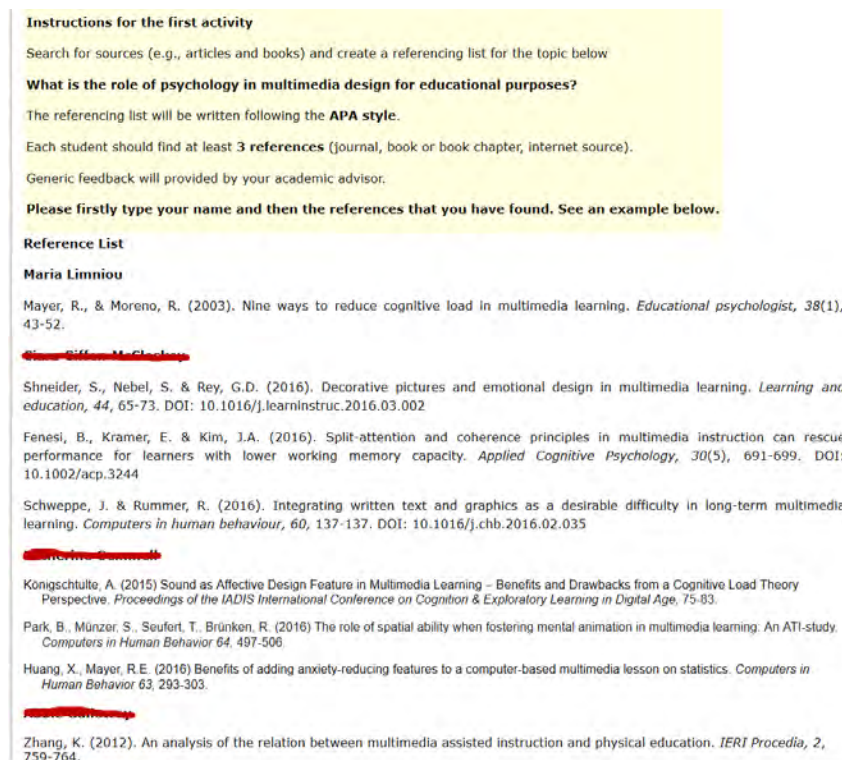 Instructions for the first activity
Search for sources (e.g., articles and books) and create a referencing list for the topic below
What is the role of psychology in multimedia design for educational purposes?
The referencing list will be written following the APA style.
Each student should find at least 3 references (journal, book or book chapter, internet source).
Generic feedback will provided by your academic advisor.
Please firstly type your name and then the references that you have found. See an example below.
Reference List
Maria Limniou
Mayer, R., & Moreno, R. (2003). Nine ways to reduce cognitive load in multimedia learning. Educational psychologist, 38(1),
43-52.
Shneider, S., Nebel, S. & Rey, G.D. (2016). Decorative pictures and emotional design in multimedia learning. Learning and
education, 44, 65-73. DOI: 10.1016/j.learninstruc.2016.03.002
Fenesi, B., Kramer, E. & Kim, J.A. (2016). Split-attention and coherence principles in multimedia instruction can rescue
performance for learners with lower working memory capacity. Applied Cognitive Psychology, 30(5), 691-699. DOI:
10.1002/acp.3244
Schweppe, J. & Rummer, R. (2016). Integrating written text and graphics as a desirable difficulty in long-term multimedia
learning. Computers in human behaviour, 60, 137-137. DOI: 10.1016/j.chb.2016.02.035
Königschtulte, A. (2015) Sound as Affective Design Feature in Multimedia Learning – Benefits and Drawbacks from a Cognitive Load Theory
Perspective. Proceedings of the IADIS International Conference on Cognition & Exploratory Learning in Digital Age, 75-83.
Park, B., Münzer, S., Seufert, T., Brünken, R. (2016) The role of spatial ability when fostering mental animation in multimedia learning: An ATI-study.
Computers in Human Behavior 64, 497-506.
Huang, X., Mayer, R.E. (2016) Benefits of adding anxiety-reducing features to a computer-based multimedia lesson on statistics. Computers in
Human Behavior 63, 293-303.
Zhang, K. (2012). An analysis of the relation between multimedia assisted instruction and physical education. IERI Procedia, 2,
759-764.